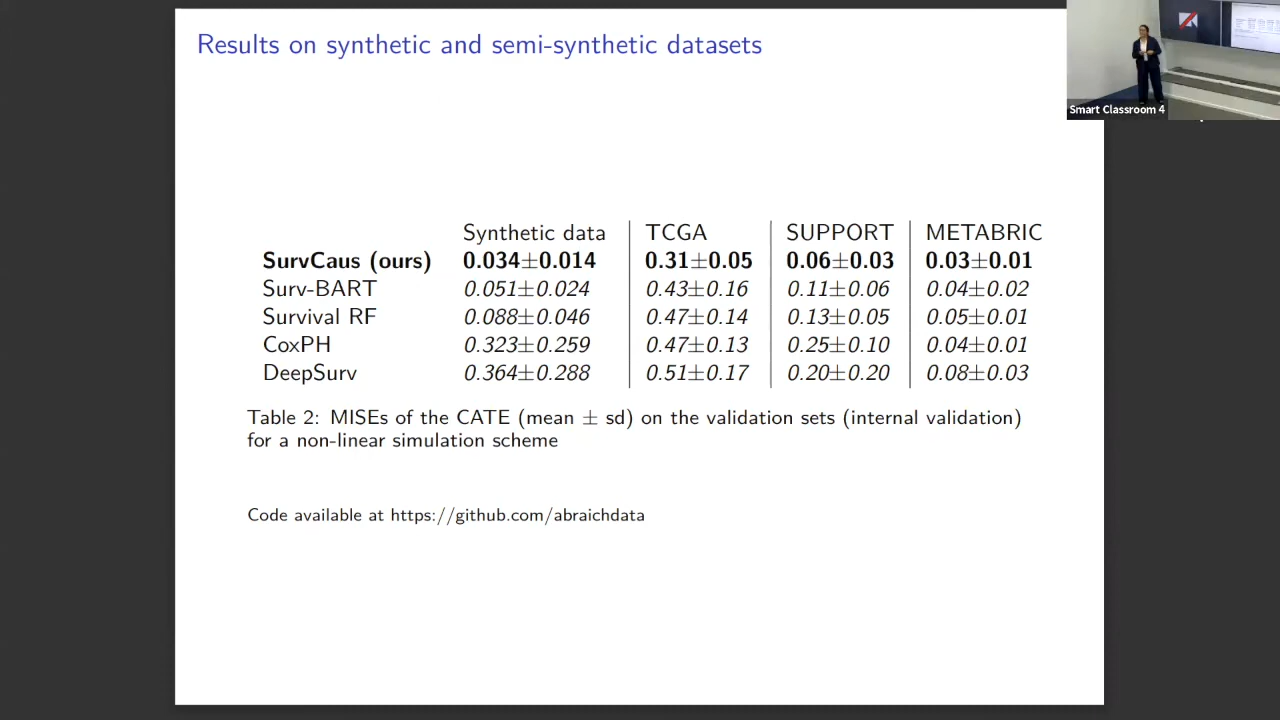 Results on synthetic and semi-synthetic datasets
Smart Classroom 4
Synthetic data TCGA SUPPORT METABRIC
SurvCaus (ours) 0.034±0.014 0.31±0.05 0.06±0.03 0.03±0.01
Surv-BART 0.051±0.024 0.43±0.16 0.11±0.06 0.04±0.02
Survival RF 0.088±0.046 0.47±0.14 0.13±0.05 0.05±0.01
CoxPH 0.323±0.259 0.47±0.13 0.25±0.10 0.04±0.01
DeepSurv 0.364±0.288 0.51±0.17 0.20±0.20 0.08±0.03
Table 2: MISEs of the CATE (mean ± sd) on the validation sets (internal validation)
for a non-linear simulation scheme
Code available at https://github.com/abraichdata